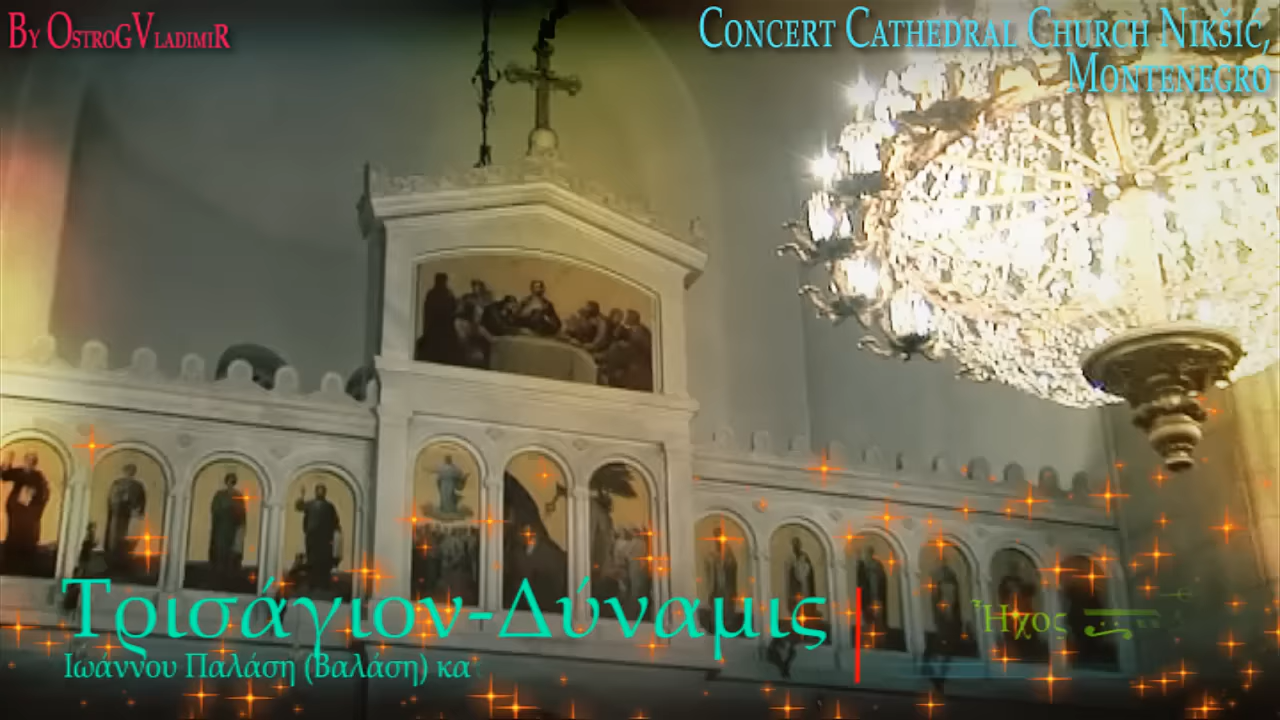 By OstrogVladimir
Concert Cathedral Church Nikšić,
Montenegro
Τρισάγιον-Δύναμις
Ἦχος
Ιωάννου Παλάση (Βαλάση) κα